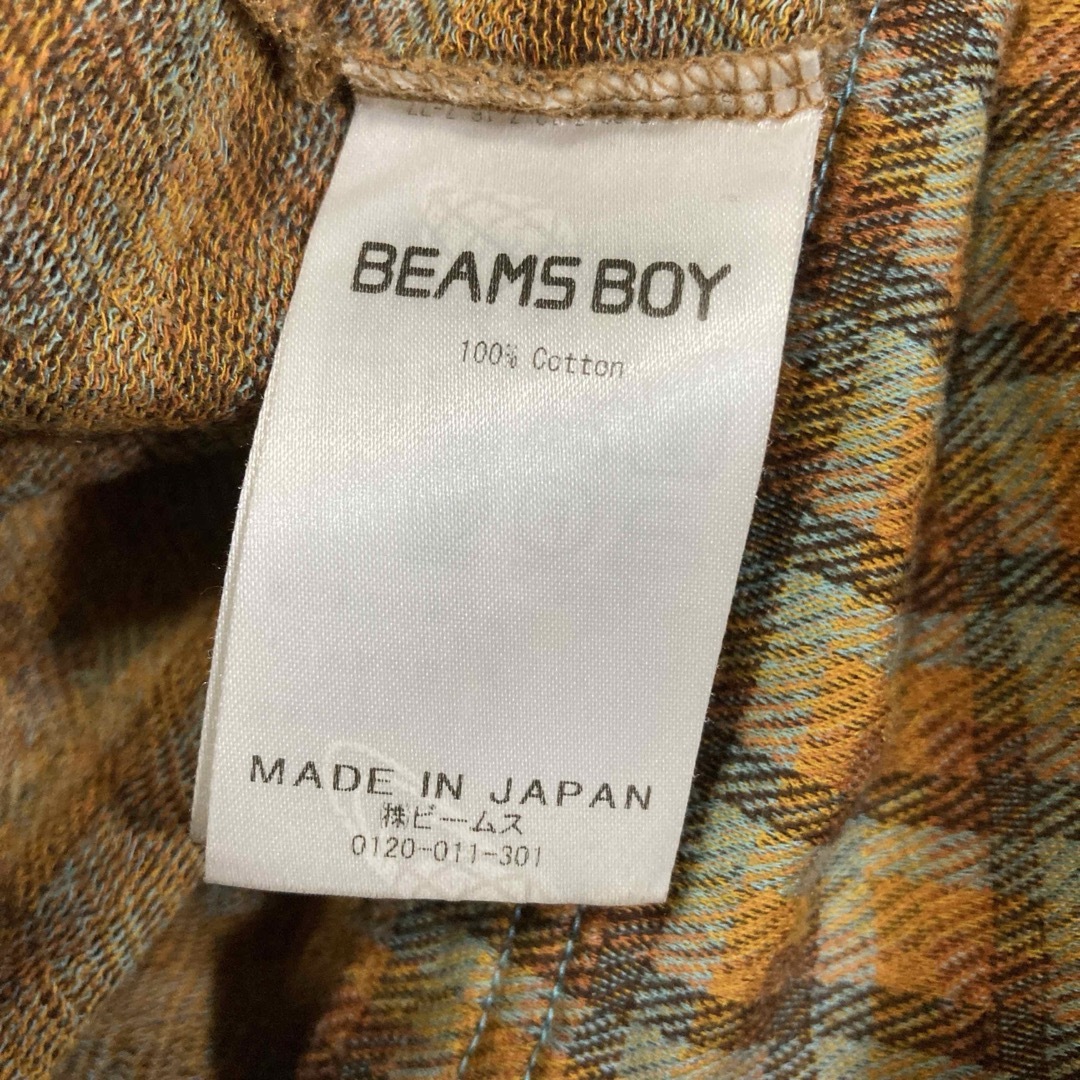 BEAMS BOY
100% Cotton
MADE IN JAPAN
㈱ビームス
0120-011-301